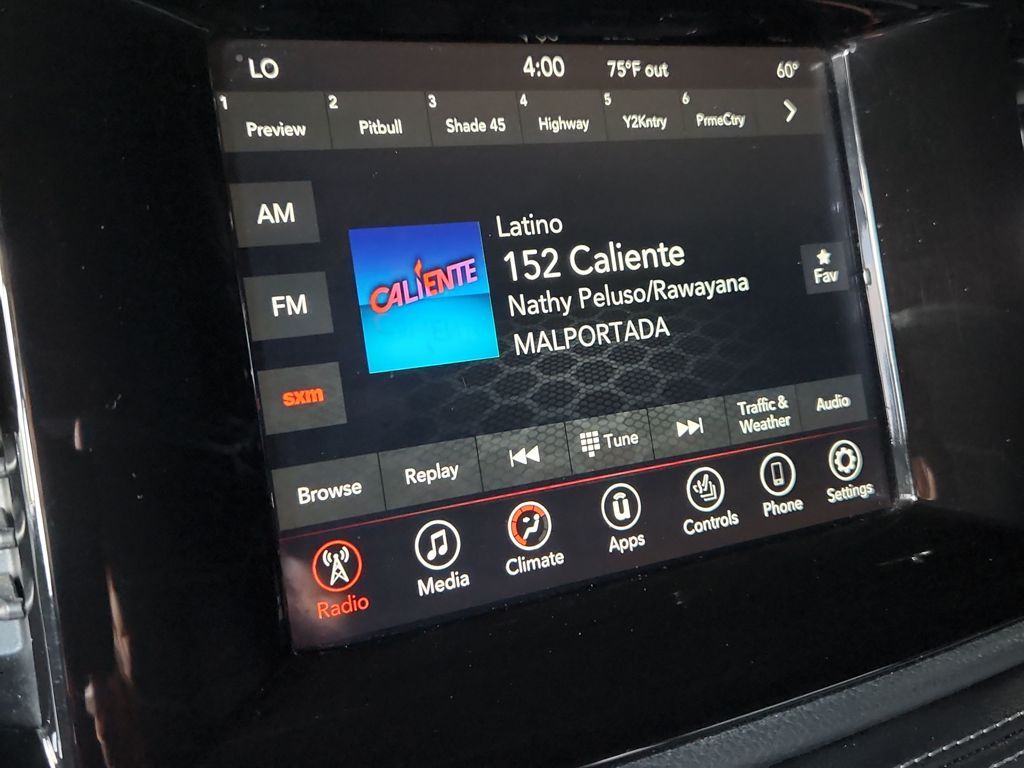 LO 4:00 75°F out 60°
1 Preview 2 Pitbull 3 Shade 45 4 Highway 5 Y2Kntry 6 PrmeCtry
AM
FM
sxm
CALIENTE
Latino
152 Caliente
Nathy Peluso/Rawayana
MALPORTADA
Fav
Browse Replay Tune Traffic & Weather Audio
Radio Media Climate Apps Controls Phone Settings